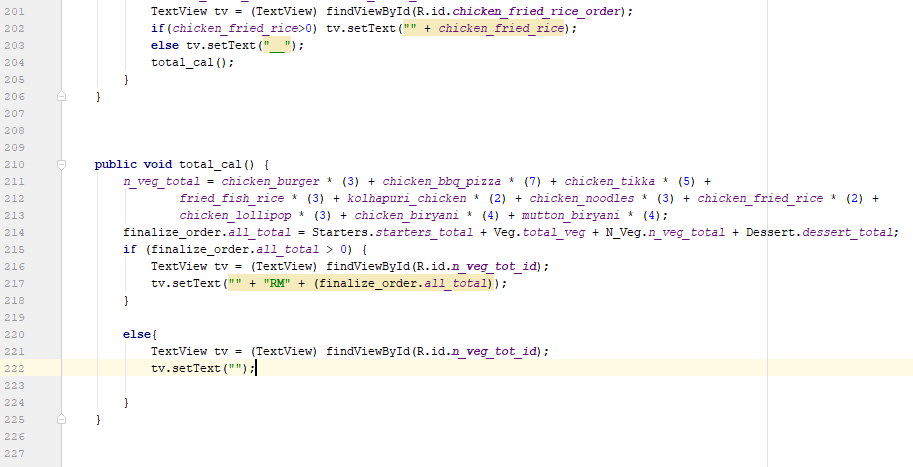 201 TextView tv = (TextView) findViewById(R.id.chicken_fried_rice_order);
202 if(chicken_fried_rice>0) tv.setText("" + chicken_fried_rice);
203 else tv.setText("__");
204 total_cal();
205 }
206 }
207
208
209
210 public void total_cal() {
211 n_veg_total = chicken_burger * (3) + chicken_bbq_pizza * (7) + chicken_tikka * (5) +
212 fried_fish_rice * (3) + kolhapuri_chicken * (2) + chicken_noodles * (3) + chicken_fried_rice * (2) +
213 chicken_lollipop * (3) + chicken_biryani * (4) + mutton_biryani * (4);
214 finalize_order.all_total = Starters.starters_total + Veg.total_veg + N_Veg.n_veg_total + Dessert.dessert_total;
215 if (finalize_order.all_total > 0) {
216 TextView tv = (TextView) findViewById(R.id.n_veg_tot_id);
217 tv.setText("" + "RM" + (finalize_order.all_total));
218 }
219
220 else{
221 TextView tv = (TextView) findViewById(R.id.n_veg_tot_id);
222 tv.setText("");
223
224 }
225 }
226
227